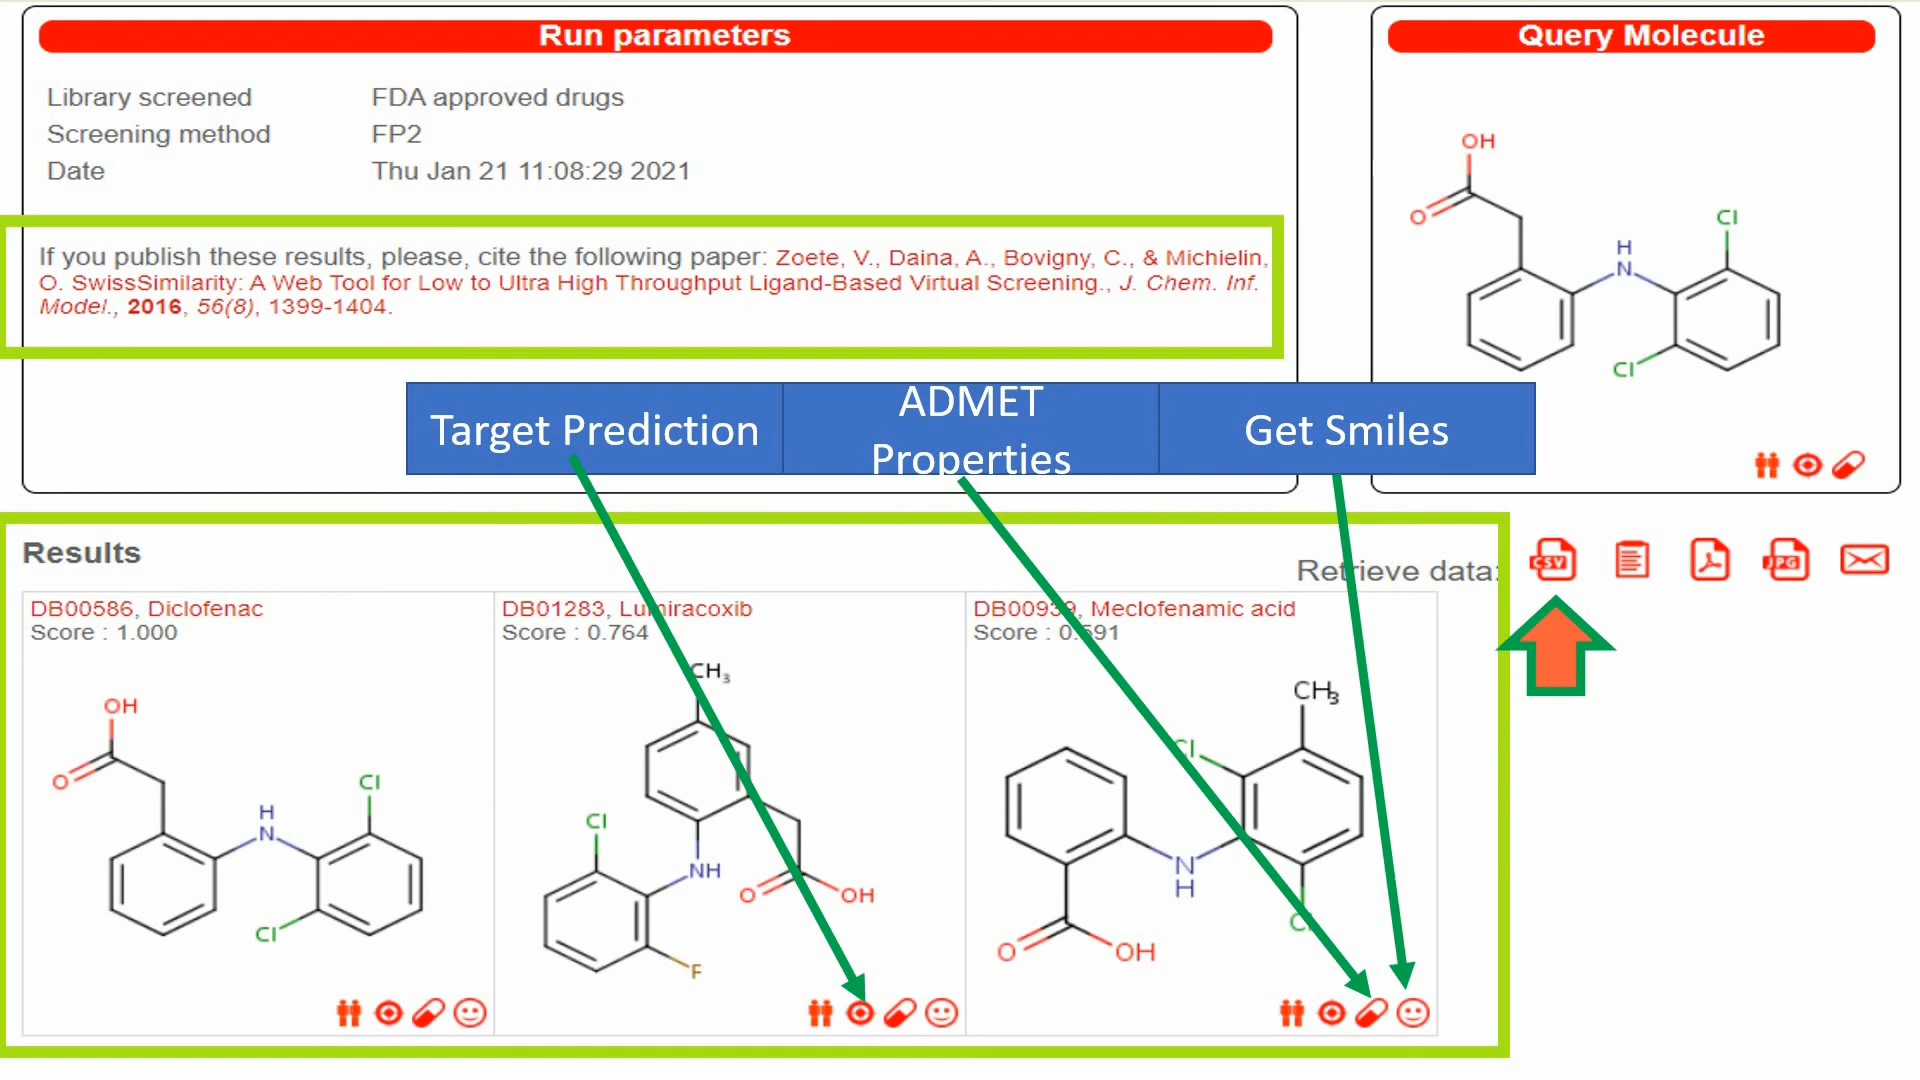 Run parameters
Library screened FDA approved drugs
Screening method FP2
Date Thu Jan 21 11:08:29 2021
If you publish these results, please, cite the following paper: Zoete, V., Daina, A., Bovigny, C., & Michielin,
O. SwissSimilarity: A Web Tool for Low to Ultra High Throughput Ligand-Based Virtual Screening., J. Chem. Inf.
Model., 2016, 56(8), 1399-1404.
Query Molecule
OH
O
Cl
H
N
Cl
Target Prediction
ADMET
Properties
Get Smiles
Results
Retrieve data:
CSV
JPG
DB00586, Diclofenac
Score : 1.000
OH
O
Cl
H
N
Cl
DB01283, Lumiracoxib
Score : 0.764
CH3
Cl
NH
O
OH
F
DB00939, Meclofenamic acid
Score : 0.591
CH3
Cl
N
H
Cl
O
OH